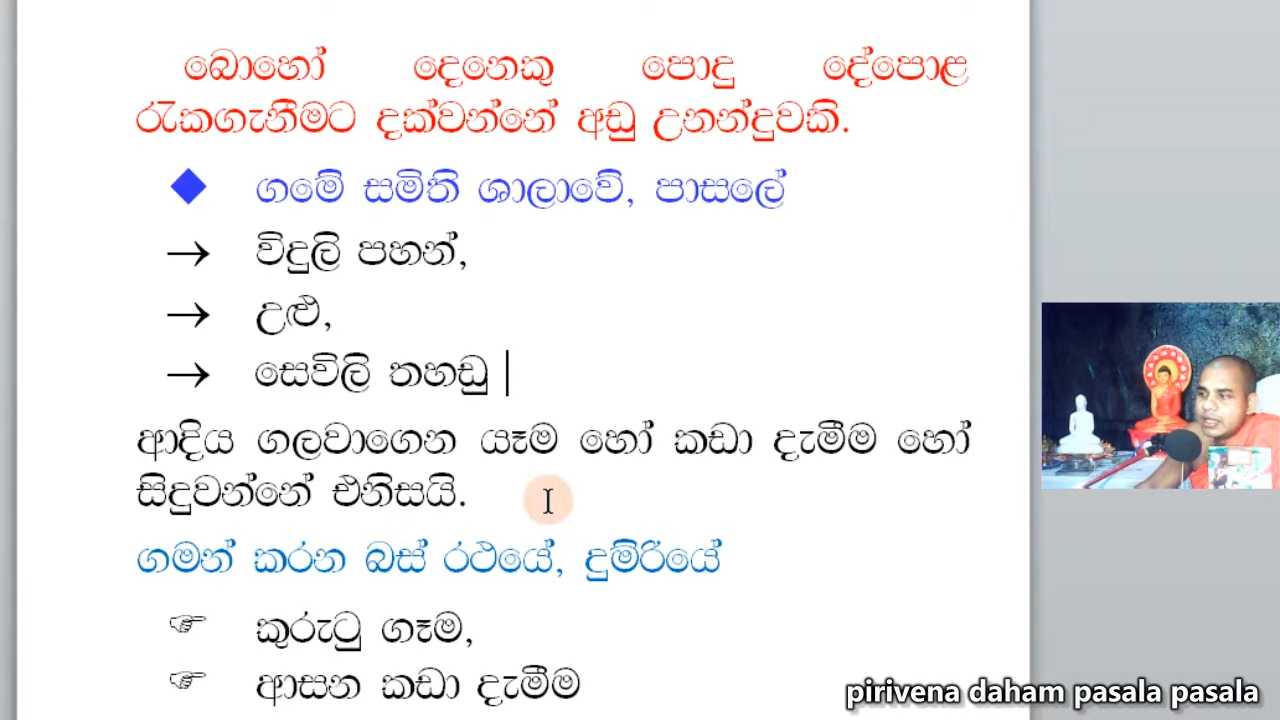 බොහෝ දෙනෙකු පොදු දේපොළ
රැකගැනීමට දක්වන්නේ අඩු උනන්දුවකි.
◆ ගමේ සමිති ශාලාවේ, පාසලේ
→ විදුලි පහන්,
→ උළු,
→ සෙවිලි තහඩු
ආදිය ගලවාගෙන යෑම හෝ කඩා දැමීම හෝ
සිදුවන්නේ එනිසයි.
ගමන් කරන බස් රථයේ, දුම්රියේ
☞ කුරුටු ගෑම,
☞ ආසන කඩා දැමීම
pirivena daham pasala pasala